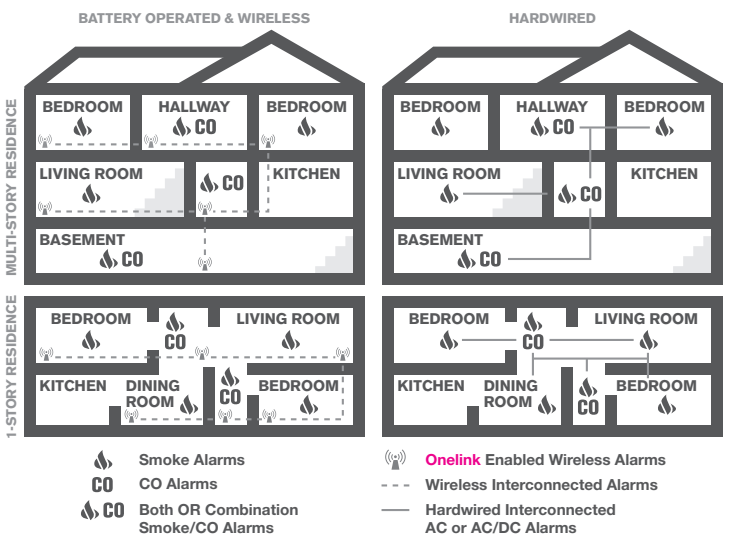 BATTERY OPERATED & WIRELESS
HARDWIRED
MULTI-STORY RESIDENCE
BEDROOM
HALLWAY
CO
BEDROOM
LIVING ROOM
CO
KITCHEN
BASEMENT
CO
BEDROOM
HALLWAY
CO
BEDROOM
LIVING ROOM
CO
KITCHEN
BASEMENT
CO
1-STORY RESIDENCE
BEDROOM
CO
LIVING ROOM
KITCHEN
DINING
ROOM
CO
BEDROOM
BEDROOM
CO
LIVING ROOM
KITCHEN
DINING
ROOM
CO
BEDROOM
Smoke Alarms
CO CO Alarms
CO Both OR Combination
Smoke/CO Alarms
Onelink Enabled Wireless Alarms
Wireless Interconnected Alarms
Hardwired Interconnected
AC or AC/DC Alarms